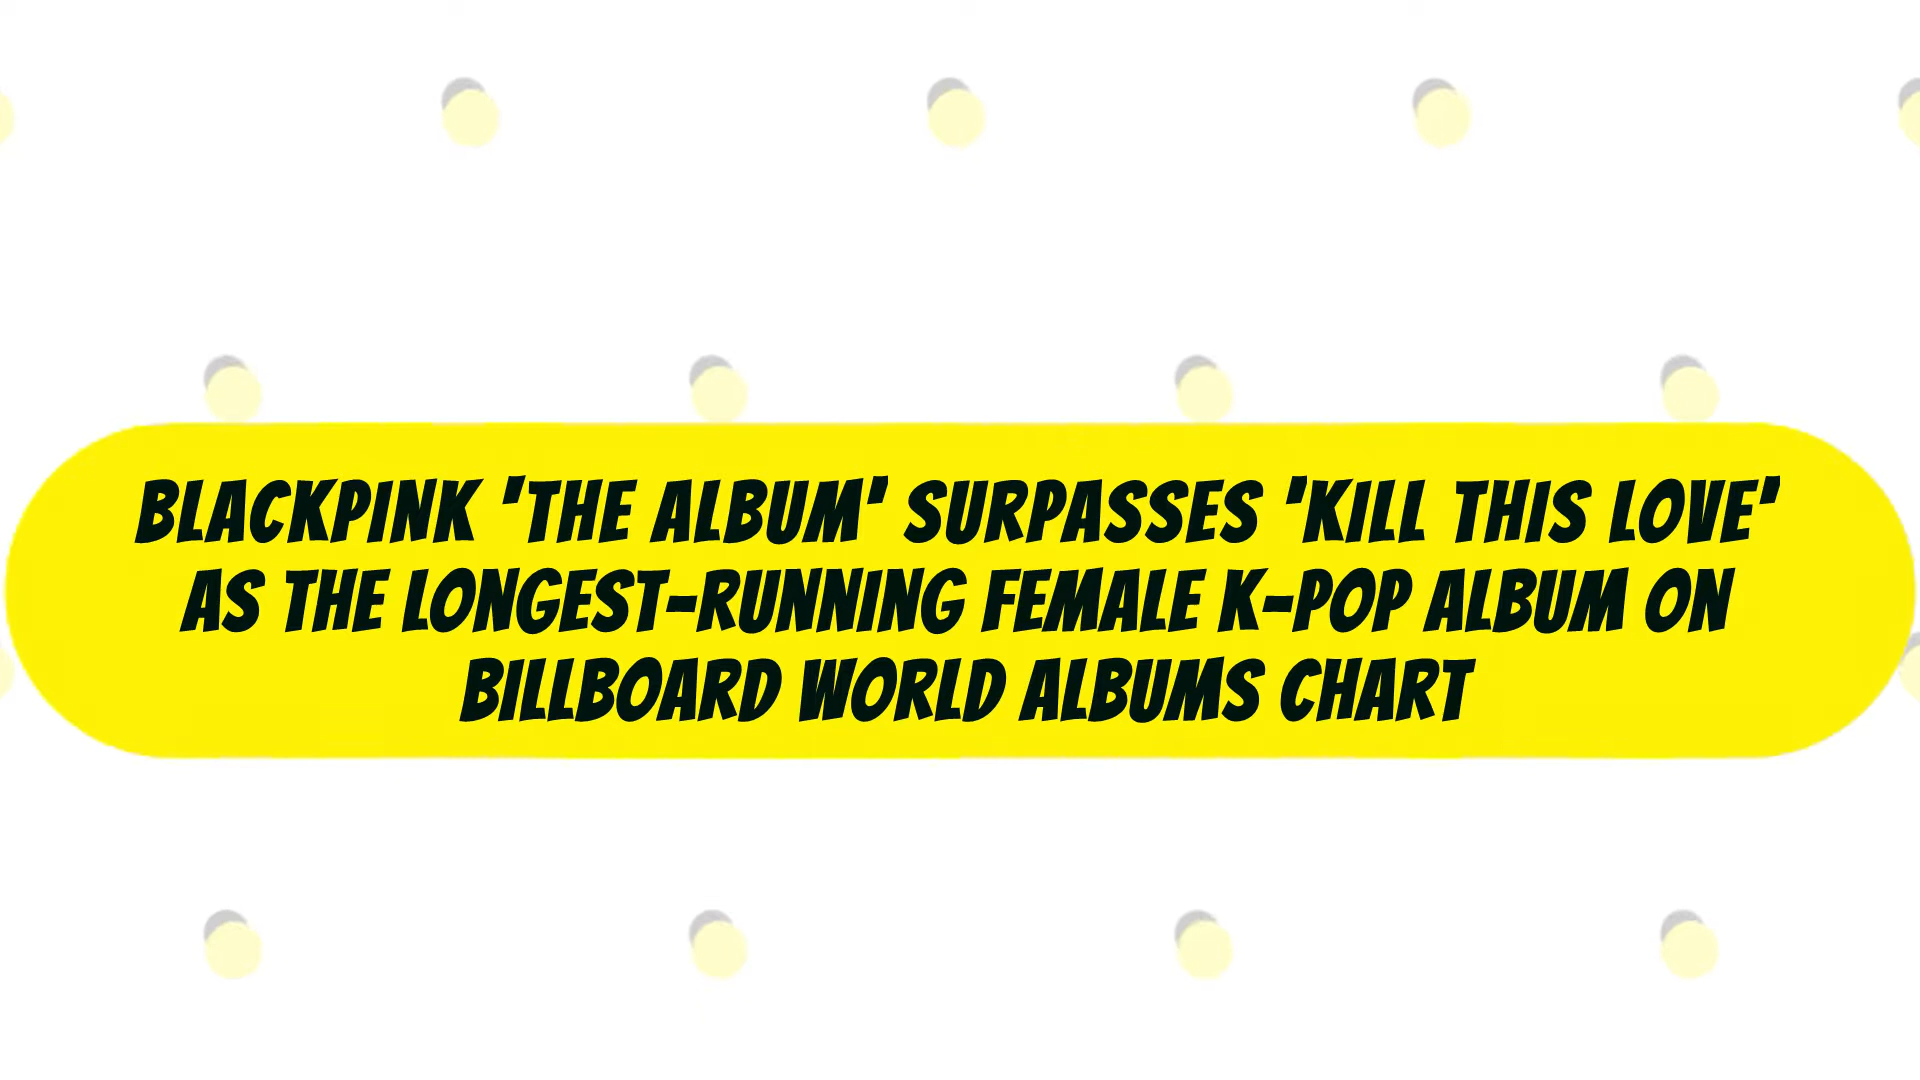 BLACKPINK 'THE ALBUM' SURPASSES 'KILL THIS LOVE'
AS THE LONGEST-RUNNING FEMALE K-POP ALBUM ON
BILLBOARD WORLD ALBUMS CHART